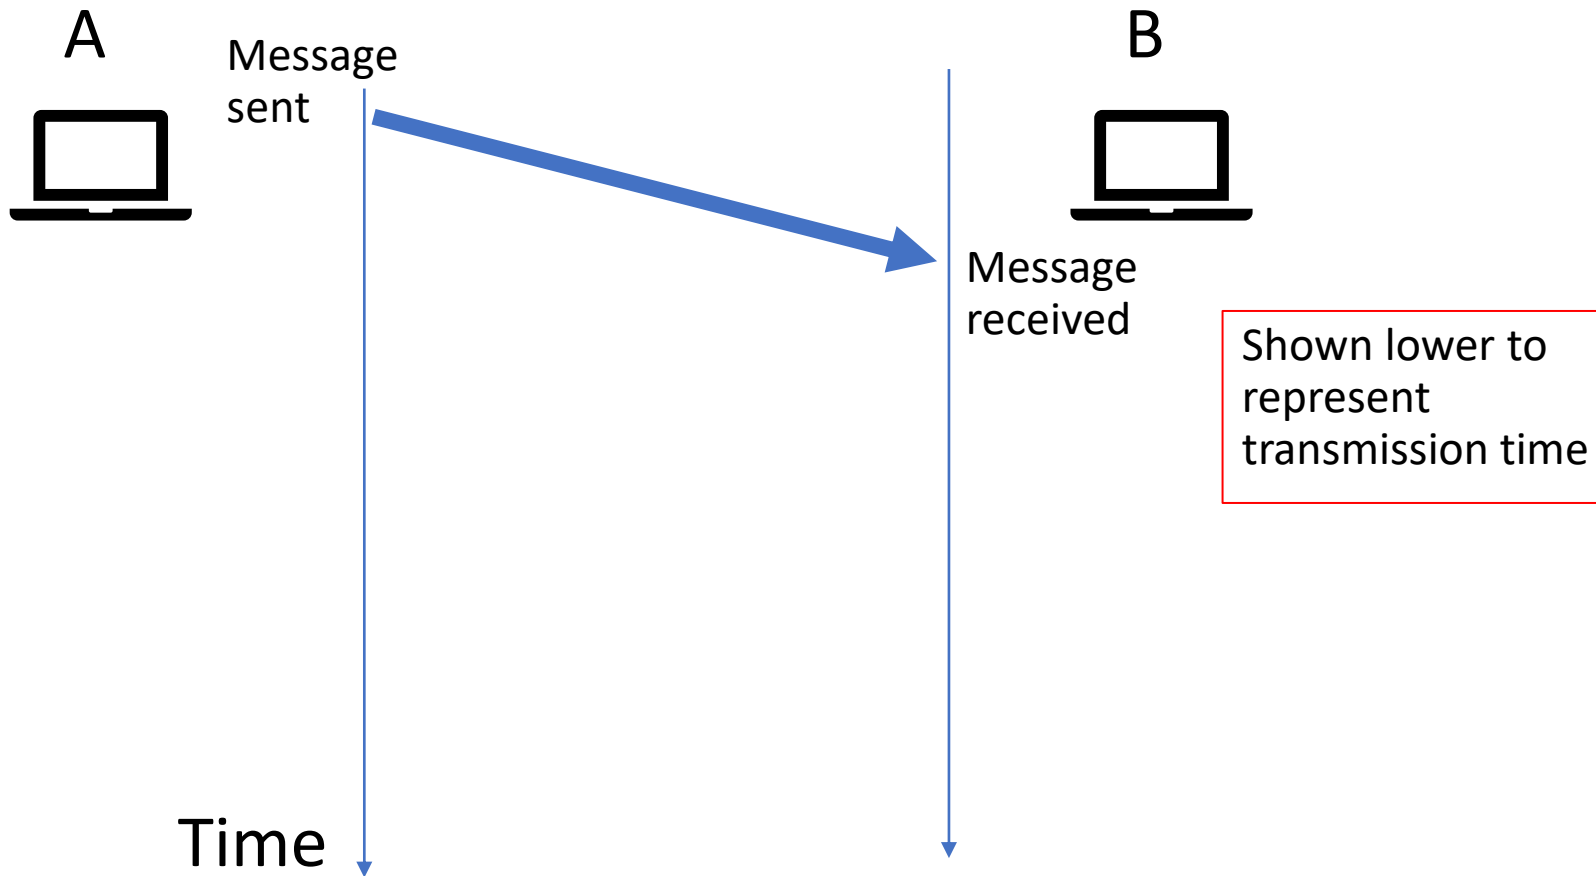 A
Message
sent
B
Message
received
Shown lower to
represent
transmission time
Time